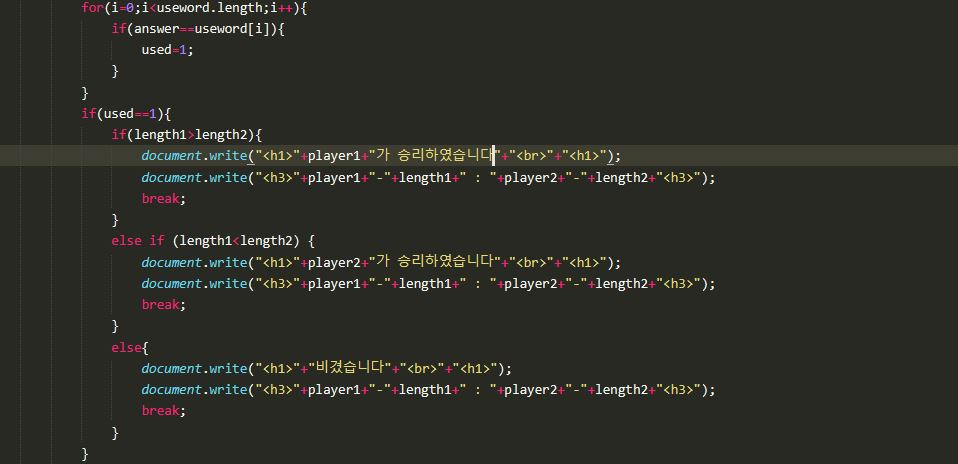 for(i=0;i<useword.length;i++){
if(answer==useword[i]){
used=1;
}
}
if(used==1){
if(length1>length2){
document.write("<h1>"+player1+"가 승리하였습니다"+"<br>"+"<h1>");
document.write("<h3>"+player1+"-"+length1+" : "+player2+"-"+length2+"<h3>");
break;
}
else if (length1<length2) {
document.write("<h1>"+player2+"가 승리하였습니다"+"<br>"+"<h1>");
document.write("<h3>"+player1+"-"+length1+" : "+player2+"-"+length2+"<h3>");
break;
}
else{
document.write("<h1>"+"비겼습니다"+"<br>"+"<h1>");
document.write("<h3>"+player1+"-"+length1+" : "+player2+"-"+length2+"<h3>");
break;
}
}